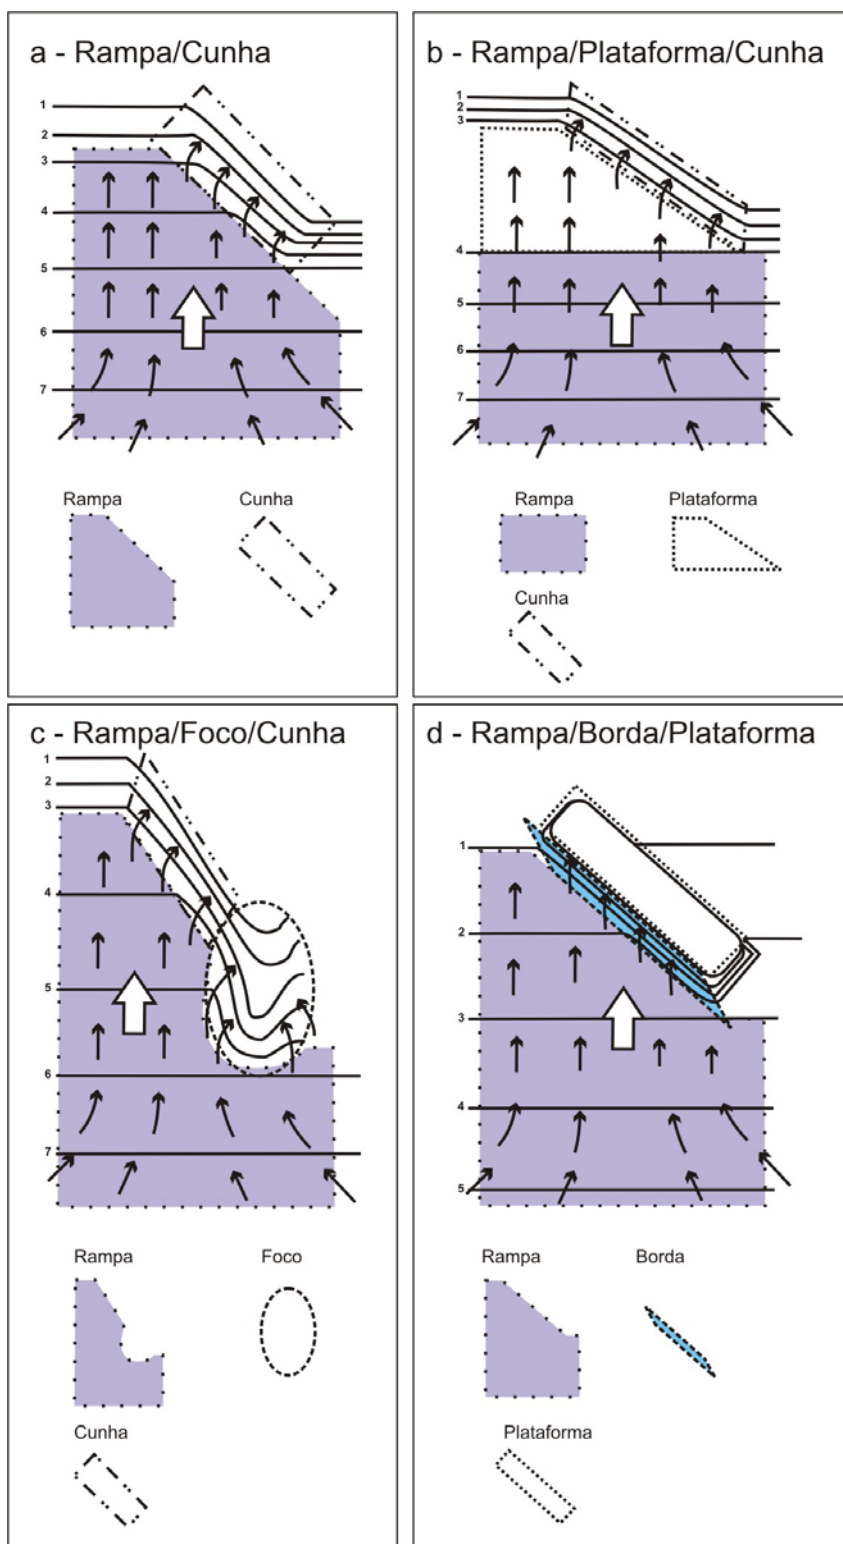 a - Rampa/Cunha
1
2
3
4
5
6
7
Rampa
Cunha
b - Rampa/Plataforma/Cunha
1
2
3
4
5
6
7
Rampa
Plataforma
Cunha
c - Rampa/Foco/Cunha
1
2
3
4
5
6
7
Rampa
Foco
Cunha
d - Rampa/Borda/Plataforma
1
2
3
4
5
Rampa
Borda
Plataforma